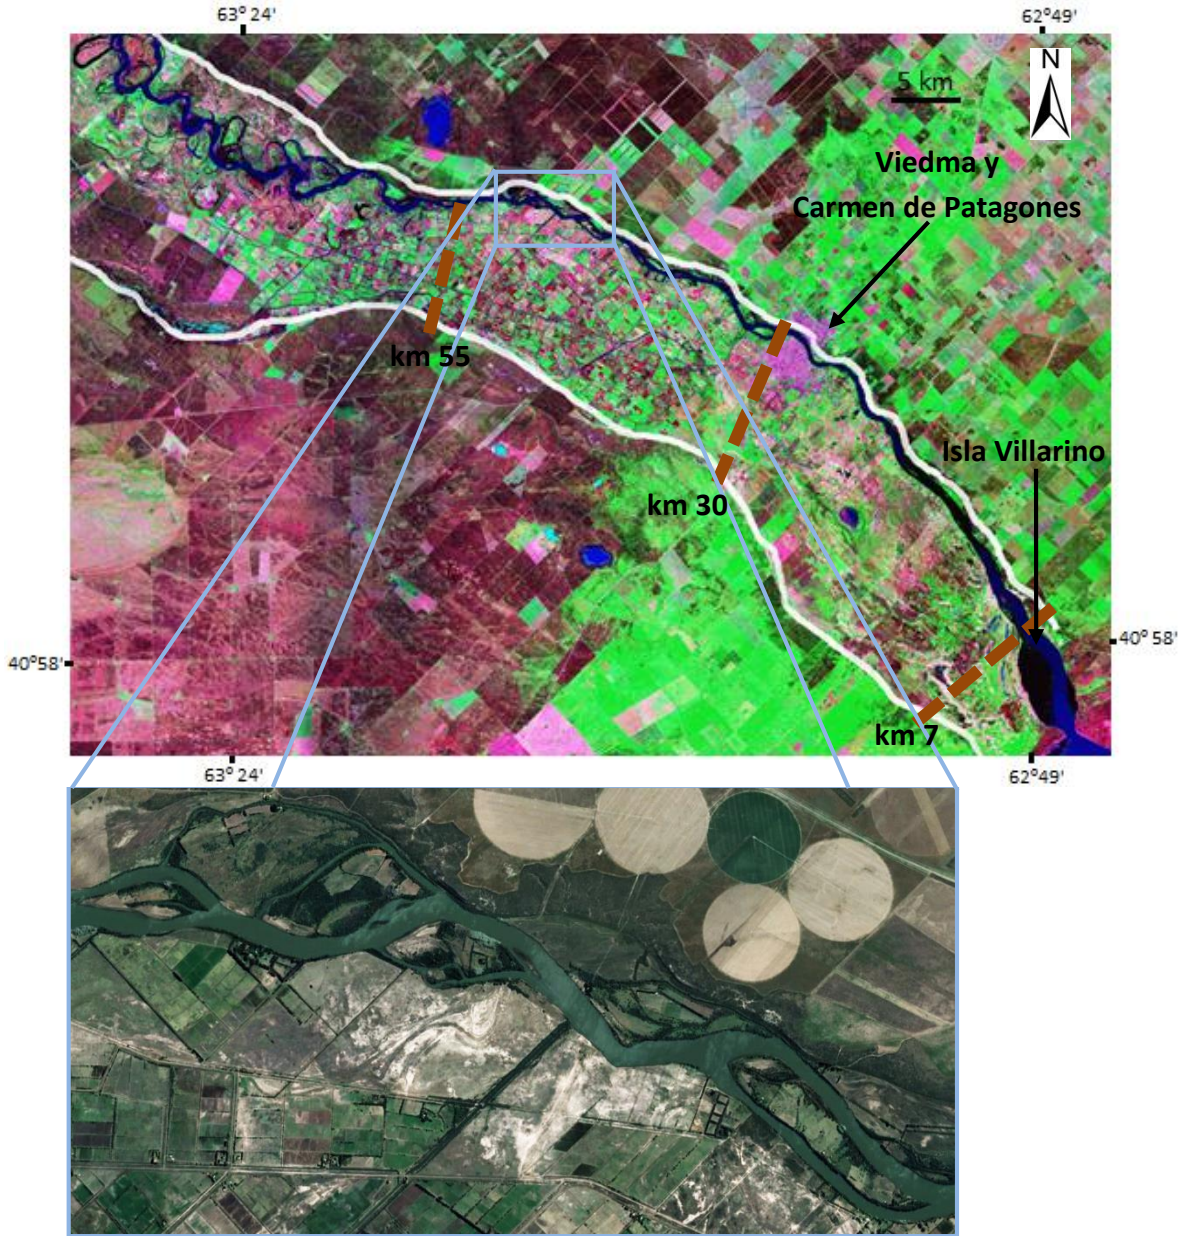 63° 24'
62°49'
N
5 km
Viedma y
Carmen de Patagones
km 55
Isla Villarino
km 30
40°58'
40°58'
km 7
63° 24'
62°49'